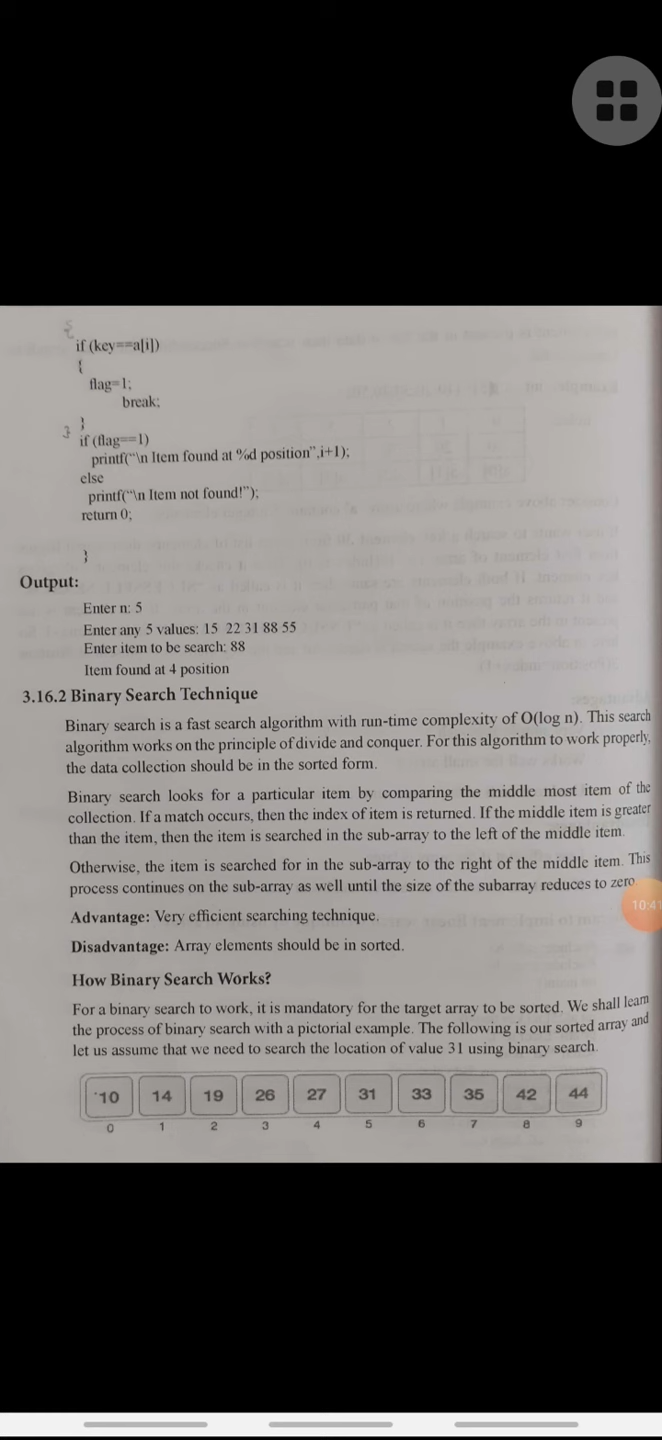 {
if (key==a[i])
{
flag=1;
break;
}
}
if (flag==1)
printf("\n Item found at %d position",i+1);
else
printf("\n Item not found!");
return 0;
}
Output:
Enter n: 5
Enter any 5 values: 15 22 31 88 55
Enter item to be search: 88
Item found at 4 position
3.16.2 Binary Search Technique
Binary search is a fast search algorithm with run-time complexity of O(log n). This search
algorithm works on the principle of divide and conquer. For this algorithm to work properly,
the data collection should be in the sorted form.
Binary search looks for a particular item by comparing the middle most item of the
collection. If a match occurs, then the index of item is returned. If the middle item is greater
than the item, then the item is searched in the sub-array to the left of the middle item.
Otherwise, the item is searched for in the sub-array to the right of the middle item. This
process continues on the sub-array as well until the size of the subarray reduces to zero.
10:41
Advantage: Very efficient searching technique.
Disadvantage: Array elements should be in sorted.
How Binary Search Works?
For a binary search to work, it is mandatory for the target array to be sorted. We shall learn
the process of binary search with a pictorial example. The following is our sorted array and
let us assume that we need to search the location of value 31 using binary search.
10 14 19 26 27 31 33 35 42 44
0 1 2 3 4 5 6 7 8 9